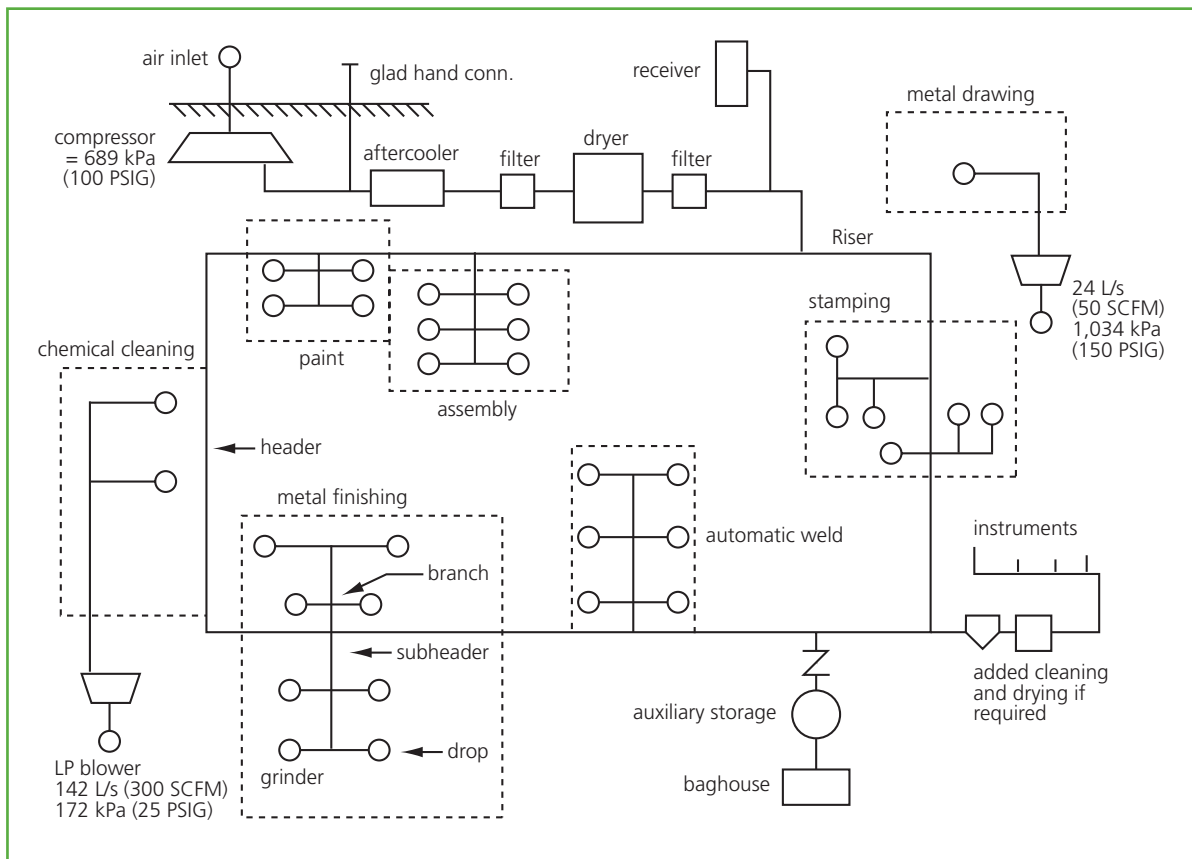 air inlet
glad hand conn.
receiver
metal drawing
compressor
= 689 kPa
(100 PSIG)
aftercooler
filter
dryer
filter
Riser
24 L/s
(50 SCFM)
1,034 kPa
(150 PSIG)
stamping
chemical cleaning
paint
assembly
header
metal finishing
automatic weld
instruments
branch
subheader
added cleaning
and drying if
required
auxiliary storage
drop
grinder
baghouse
LP blower
142 L/s (300 SCFM)
172 kPa (25 PSIG)